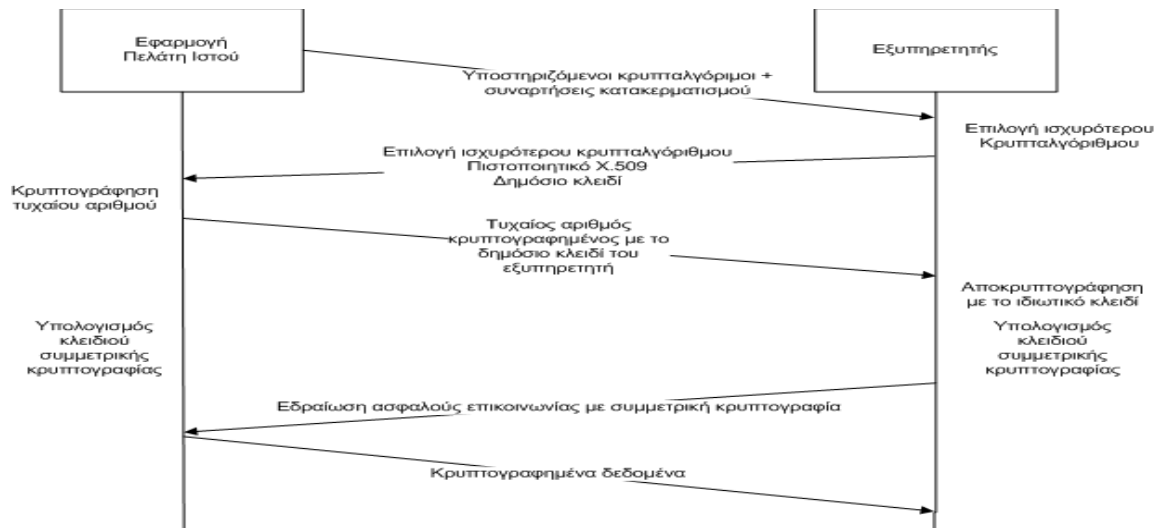 Εφαρμογή
Πελάτη Ιστού
Εξυπηρετητής
Υποστηριζόμενοι κρυπταλγόριμοι +
συναρτήσεις κατακερματισμού
Επιλογή ισχυρότερου
Κρυπταλγόριθμου
Επιλογή ισχυρότερου κρυπταλγόριθμου
Πιστοποιητικό X.509
Δημόσιο κλειδί
Κρυπτογράφηση
τυχαίου αριθμού
Τυχαίος αριθμός
κρυπτογραφημένος με το
δημόσιο κλειδί του
εξυπηρετητή
Αποκρυπτογράφηση
με το ιδιωτικό κλειδί
Υπολογισμός
κλειδιού
συμμετρικής
κρυπτογραφίας
Υπολογισμός
κλειδιού
συμμετρικής
κρυπτογραφίας
Εδραίωση ασφαλούς επικοινωνίας με συμμετρική κρυπτογραφία
Κρυπτογραφημένα δεδομένα